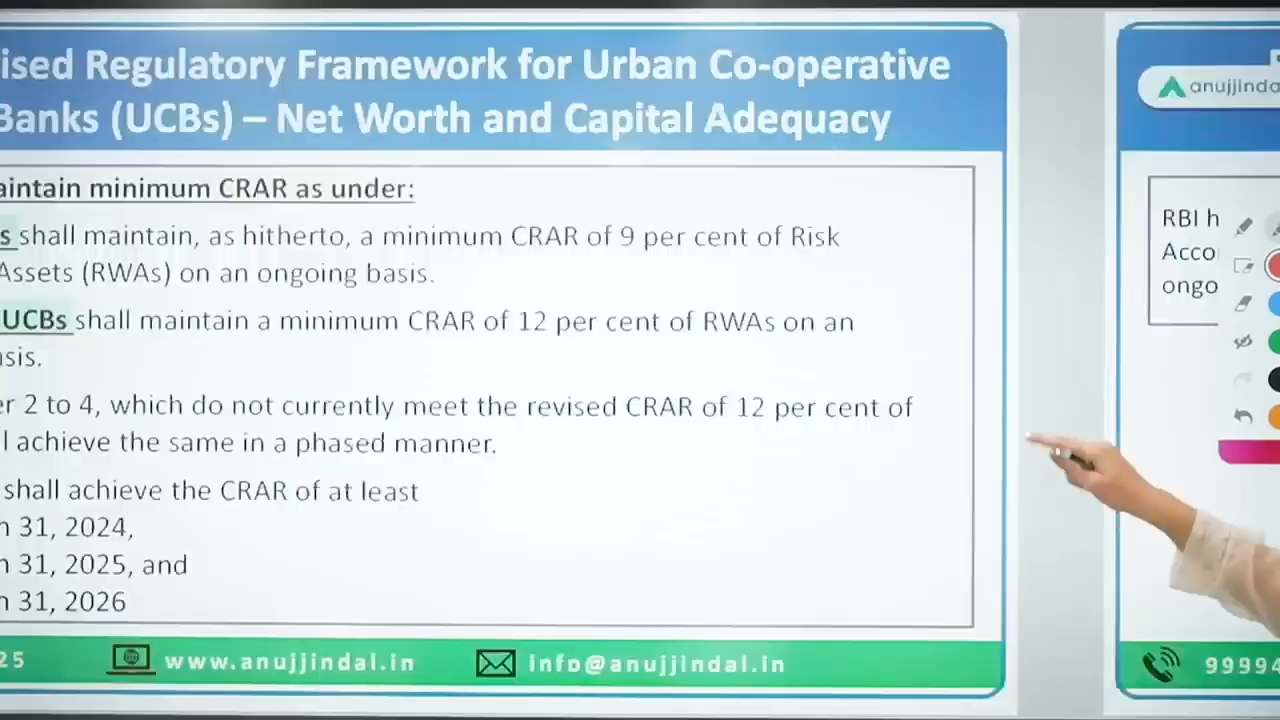 ised Regulatory Framework for Urban Co-operative
Banks (UCBs) – Net Worth and Capital Adequacy
aintain minimum CRAR as under:
s shall maintain, as hitherto, a minimum CRAR of 9 per cent of Risk
Assets (RWAs) on an ongoing basis.
UCBs shall maintain a minimum CRAR of 12 per cent of RWAs on an
sis.
er 2 to 4, which do not currently meet the revised CRAR of 12 per cent of
l achieve the same in a phased manner.
shall achieve the CRAR of at least
h 31, 2024,
h 31, 2025, and
h 31, 2026
25
www.anujjindal.in
info@anujjindal.in
anujjinda
RBI h
Acco
ongo
99994